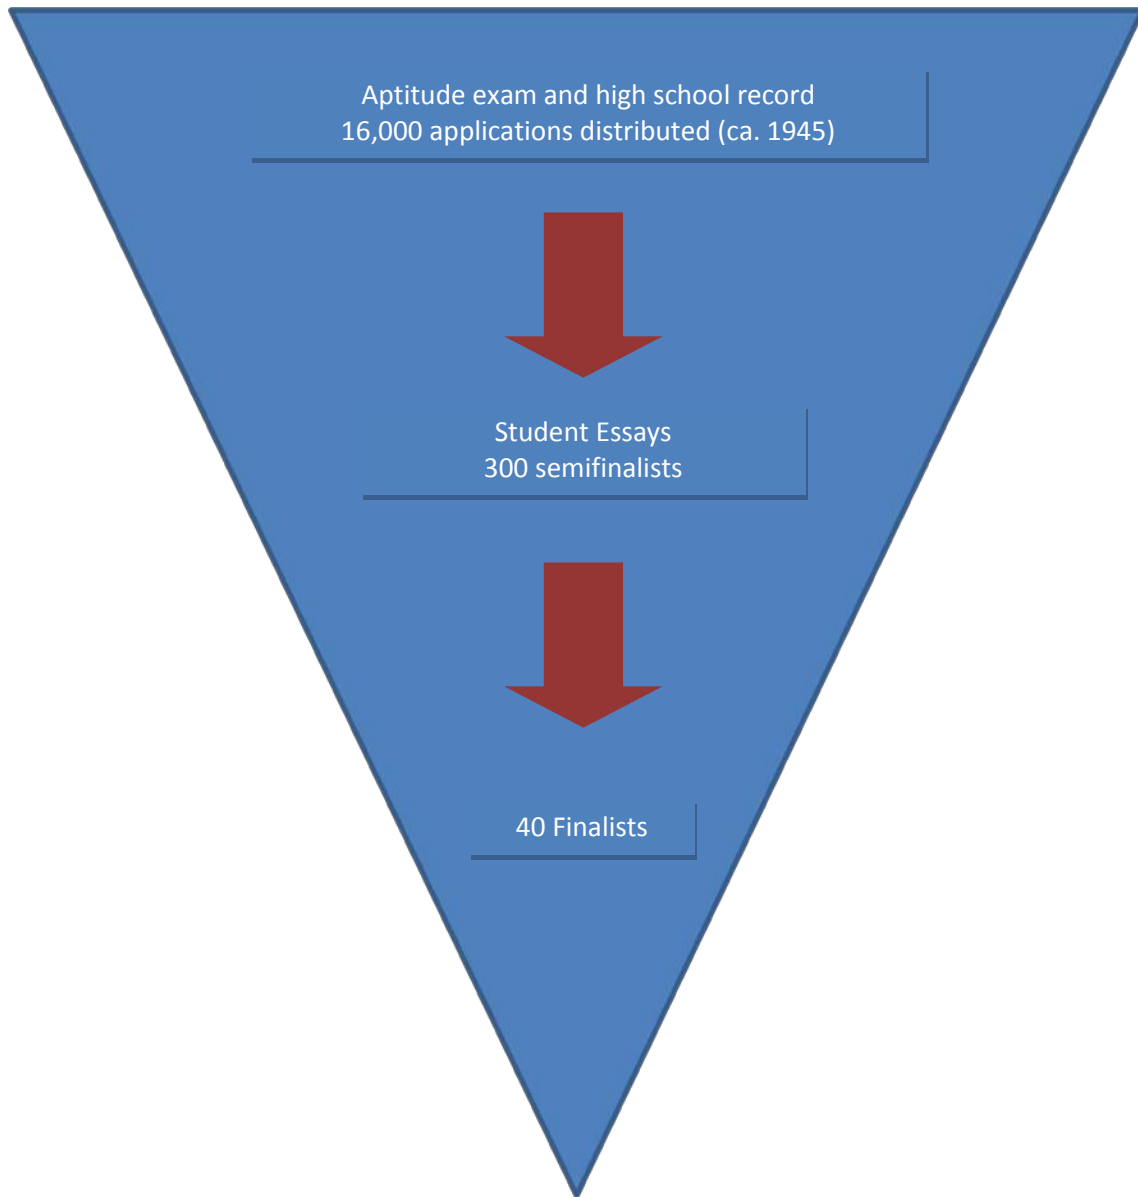 Aptitude exam and high school record
16,000 applications distributed (ca. 1945)
Student Essays
300 semifinalists
40 Finalists